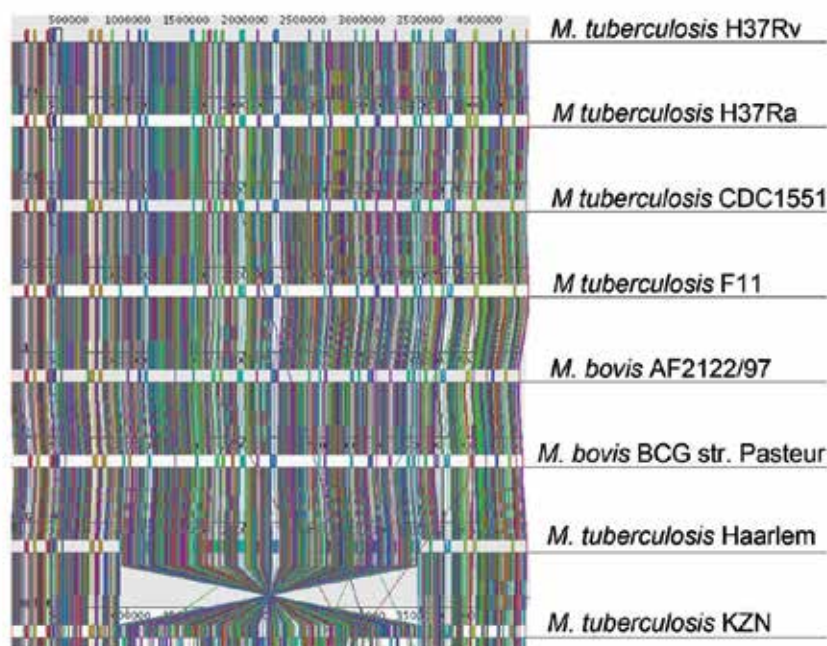 500000 1000000 1500000 2000000 2500000 3000000 3500000 4000000
M. tuberculosis H37Rv
M tuberculosis H37Ra
M tuberculosis CDC1551
M tuberculosis F11
M. bovis AF2122/97
M. bovis BCG str. Pasteur
M. tuberculosis Haarlem
M. tuberculosis KZN